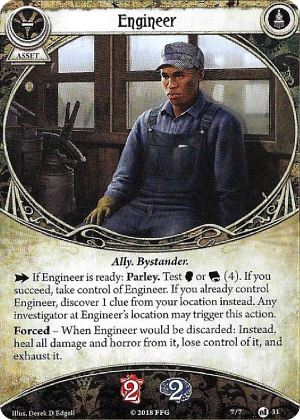 Engineer
ASSET
Ally. Bystander.
If Engineer is ready: Parley. Test or (4). If you
succeed, take control of Engineer. If you already control
Engineer, discover 1 clue from your location instead. Any
investigator at Engineer's location may trigger this action.
Forced – When Engineer would be discarded: Instead,
heal all damage and horror from it, lose control of it, and
exhaust it.
2 2
Illus. Derek D Edgell
© 2018 FFG
7/7 31